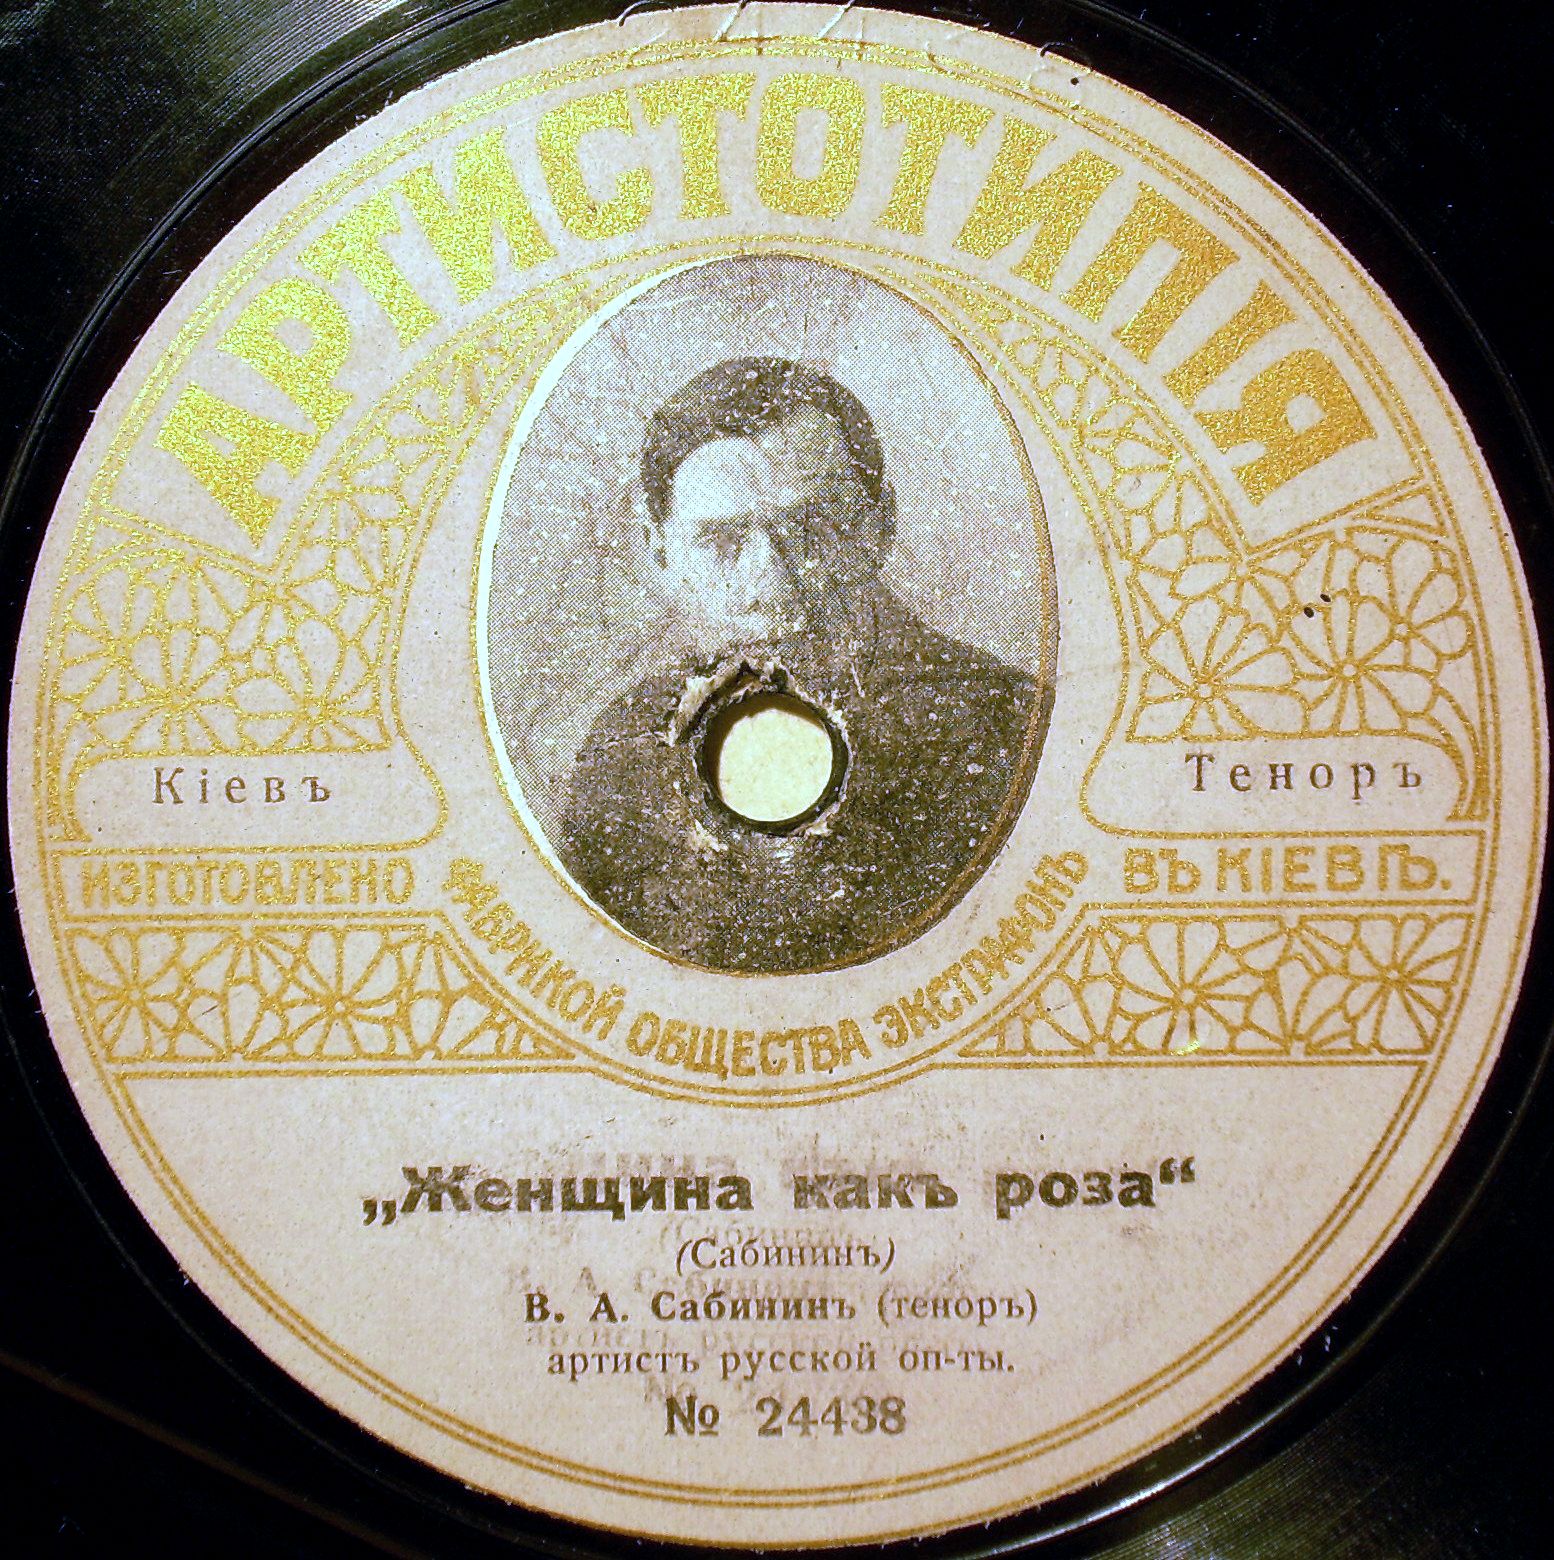 АРТИСТОТИПІЯ
Кіевъ
Теноръ
ИЗГОТОВЛЕНО
ФАБРИКОЙ ОБЩЕСТВА ЭКСТРАФОНЪ
ВЪ КІЕВѢ.
„Женщина какъ роза“
(Сабининъ)
В. А. Сабининъ (теноръ)
артистъ русской оп-ты.
№ 24438